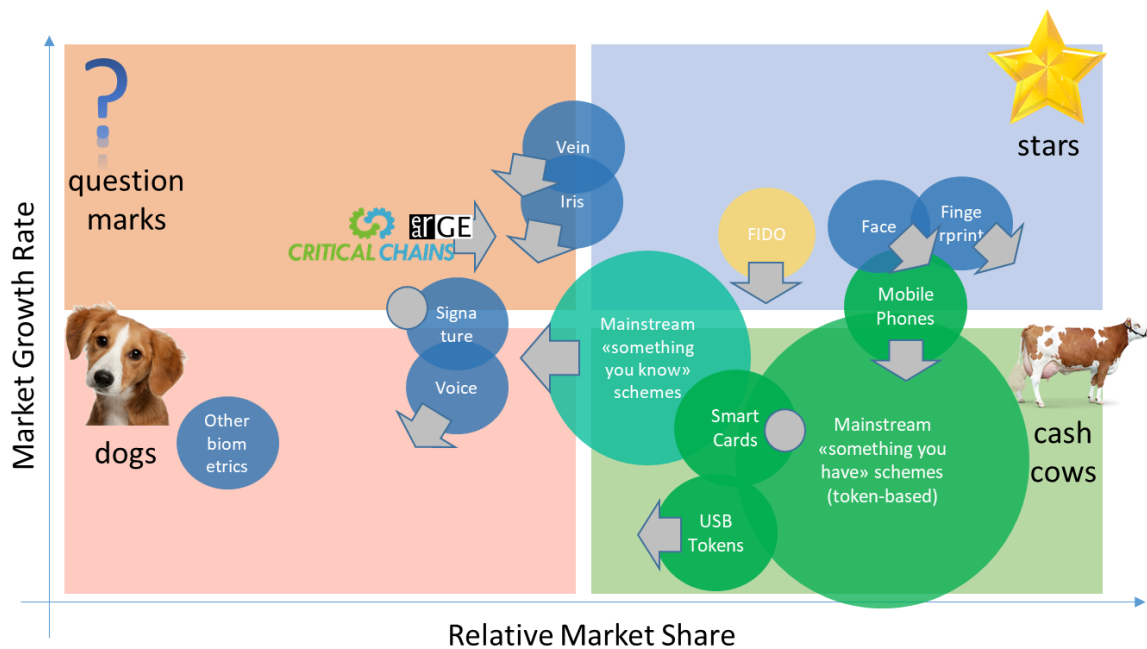 Market Growth Rate
?
question
marks
stars
Vein
Iris
ear GE
CRITICAL CHAINS
FIDO
Face
Finge
rprint
Mobile
Phones
Signa
ture
Voice
Mainstream
«something
you know»
schemes
dogs
Other
biom
etrics
Smart
Cards
Mainstream
«something you
have» schemes
(token-based)
cash
cows
USB
Tokens
Relative Market Share